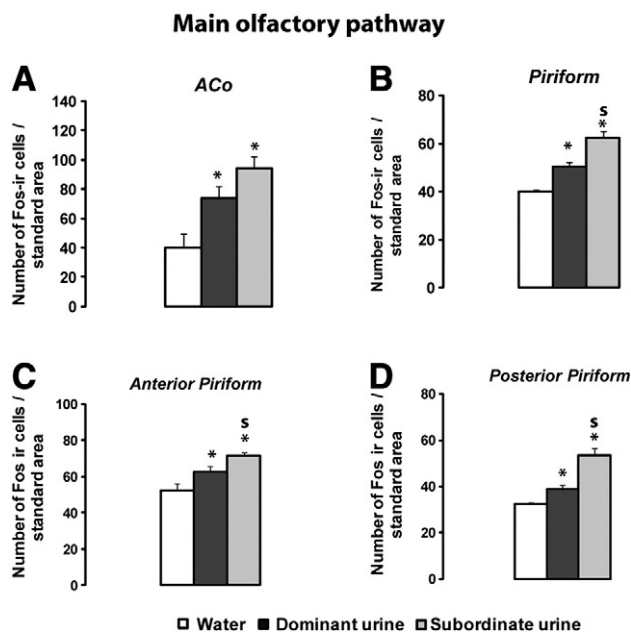 Main olfactory pathway
A
ACo
Number of Fos-ir cells /
standard area
140
120
100
80
60
40
20
0
*
*
B
Piriform
Number of Fos-ir cells /
standard area
80
60
40
20
0
*
S
*
C
Anterior Piriform
Number of Fos ir cells /
standard area
100
80
60
40
20
0
*
S
*
D
Posterior Piriform
Number of Fos ir cells /
standard area
80
60
40
20
0
*
S
*
Water Dominant urine Subordinate urine